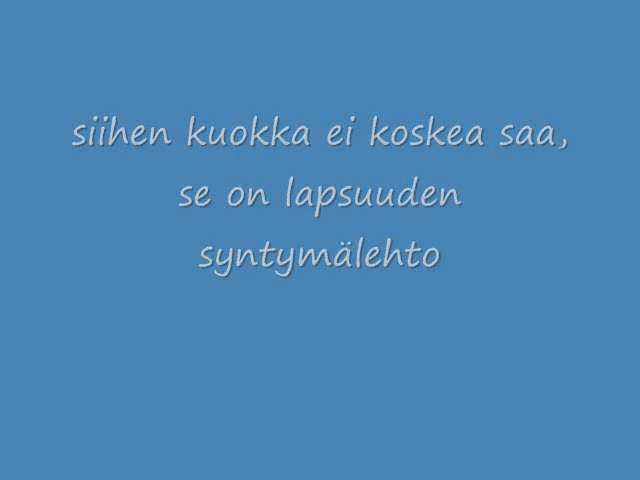 siihen kuokka ei koskea saa,
se on lapsuuden
syntymälehto